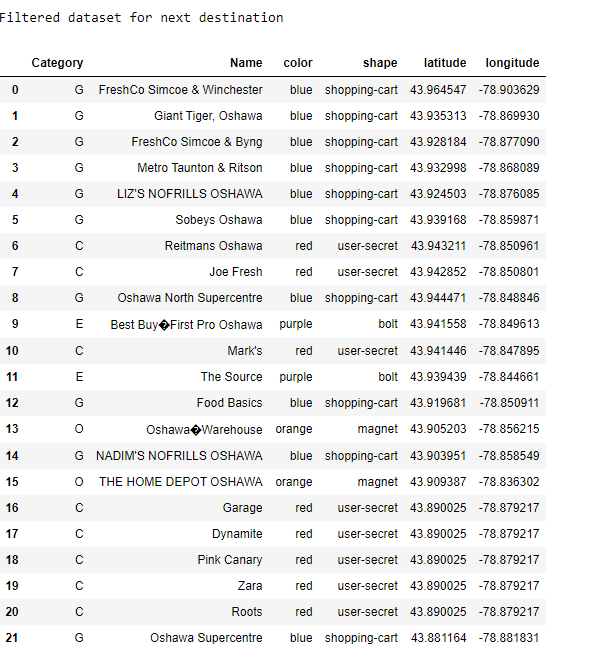 Filtered dataset for next destination
Category Name color shape latitude longitude
0 G FreshCo Simcoe & Winchester blue shopping-cart 43.964547 -78.903629
1 G Giant Tiger, Oshawa blue shopping-cart 43.935313 -78.869930
2 G FreshCo Simcoe & Byng blue shopping-cart 43.928184 -78.877090
3 G Metro Taunton & Ritson blue shopping-cart 43.932998 -78.868089
4 G LIZ'S NOFRILLS OSHAWA blue shopping-cart 43.924503 -78.876085
5 G Sobeys Oshawa blue shopping-cart 43.939168 -78.859871
6 C Reitmans Oshawa red user-secret 43.943211 -78.850961
7 C Joe Fresh red user-secret 43.942852 -78.850801
8 G Oshawa North Supercentre blue shopping-cart 43.944471 -78.848846
9 E Best Buy�First Pro Oshawa purple bolt 43.941558 -78.849613
10 C Mark's red user-secret 43.941446 -78.847895
11 E The Source purple bolt 43.939439 -78.844661
12 G Food Basics blue shopping-cart 43.919681 -78.850911
13 O Oshawa�Warehouse orange magnet 43.905203 -78.856215
14 G NADIM'S NOFRILLS OSHAWA blue shopping-cart 43.903951 -78.858549
15 O THE HOME DEPOT OSHAWA orange magnet 43.909387 -78.836302
16 C Garage red user-secret 43.890025 -78.879217
17 C Dynamite red user-secret 43.890025 -78.879217
18 C Pink Canary red user-secret 43.890025 -78.879217
19 C Zara red user-secret 43.890025 -78.879217
20 C Roots red user-secret 43.890025 -78.879217
21 G Oshawa Supercentre blue shopping-cart 43.881164 -78.881831